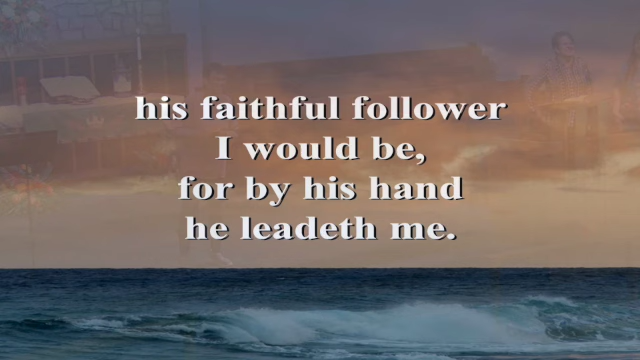 his faithful follower
I would be,
for by his hand
he leadeth me.